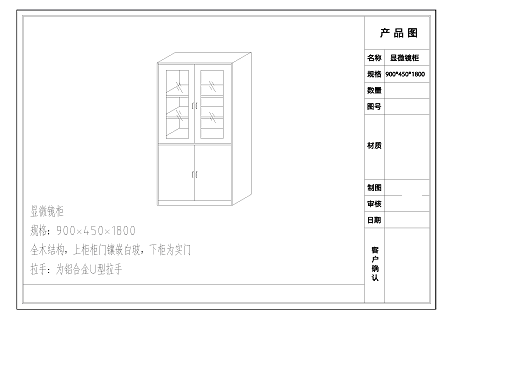 产品图
名称 显微镜柜
规格 900*450*1800
数量
图号
材质
制图
审核
日期
客户确认
显微镜柜
规格：900×450×1800
全木结构，上柜柜门镶嵌白玻，下柜为实门
拉手：为铝合金U型拉手